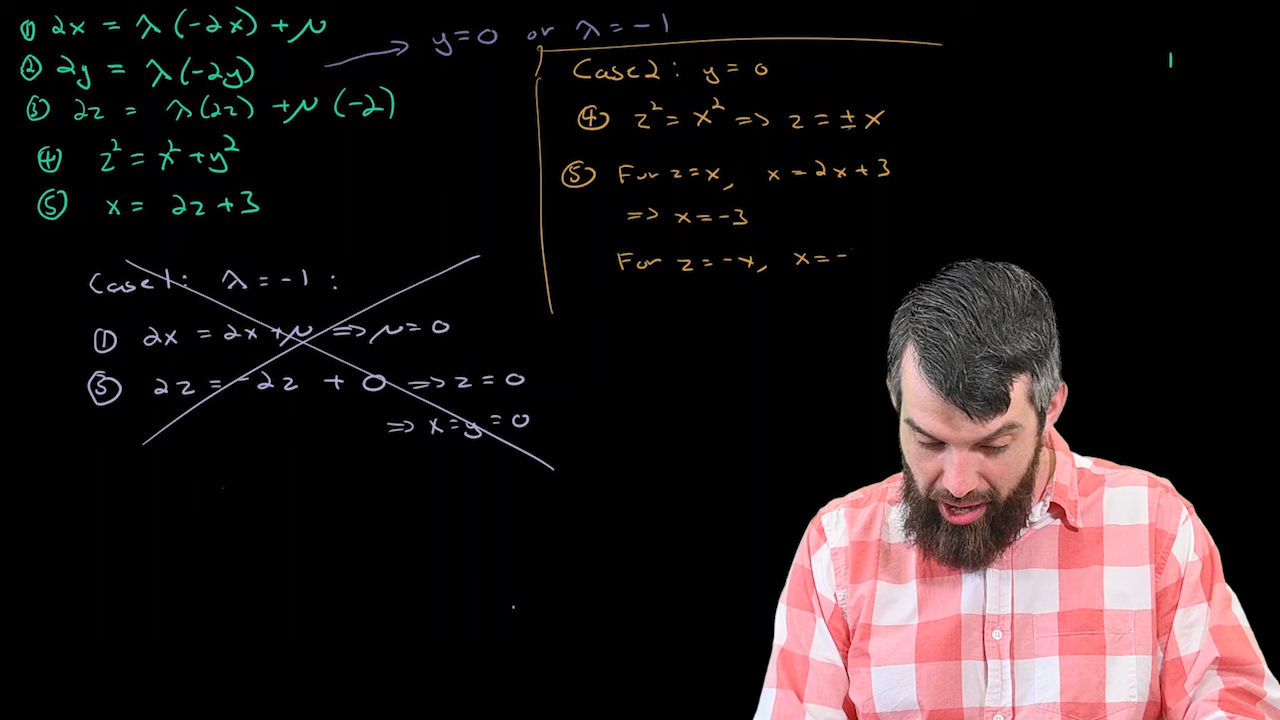 ① 2x = λ(-2x) + μ
② 2y = λ(-2y)
③ 2z = λ(2z) + μ(-2)
④ z² = x² + y²
⑤ x = 2z + 3
→ y = 0 or λ = -1
Case 1: λ = -1 :
① 2x = 2x + μ ⇒ μ = 0
⑤ 2z = -2z + 0 ⇒ z = 0
⇒ x = y = 0
Case 2: y = 0
④ z² = x² ⇒ z = ± x
⑤ For z = x, x = 2x + 3
⇒ x = -3
For z = -x, x = -
1